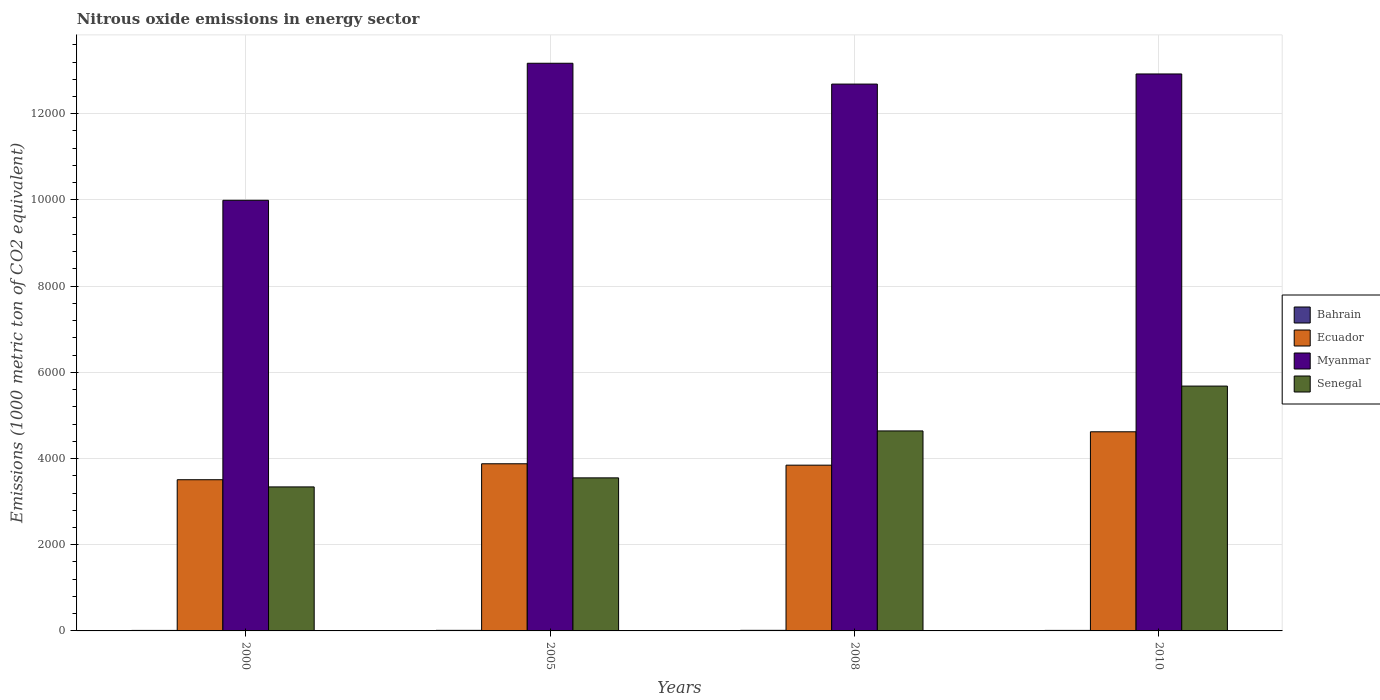 Nitrous oxide emissions in energy sector
Emissions (1000 metric ton of CO2 equivalent)
0
2000
4000
6000
8000
10000
12000
2000
2005
2008
2010
Years
Bahrain
Ecuador
Myanmar
Senegal